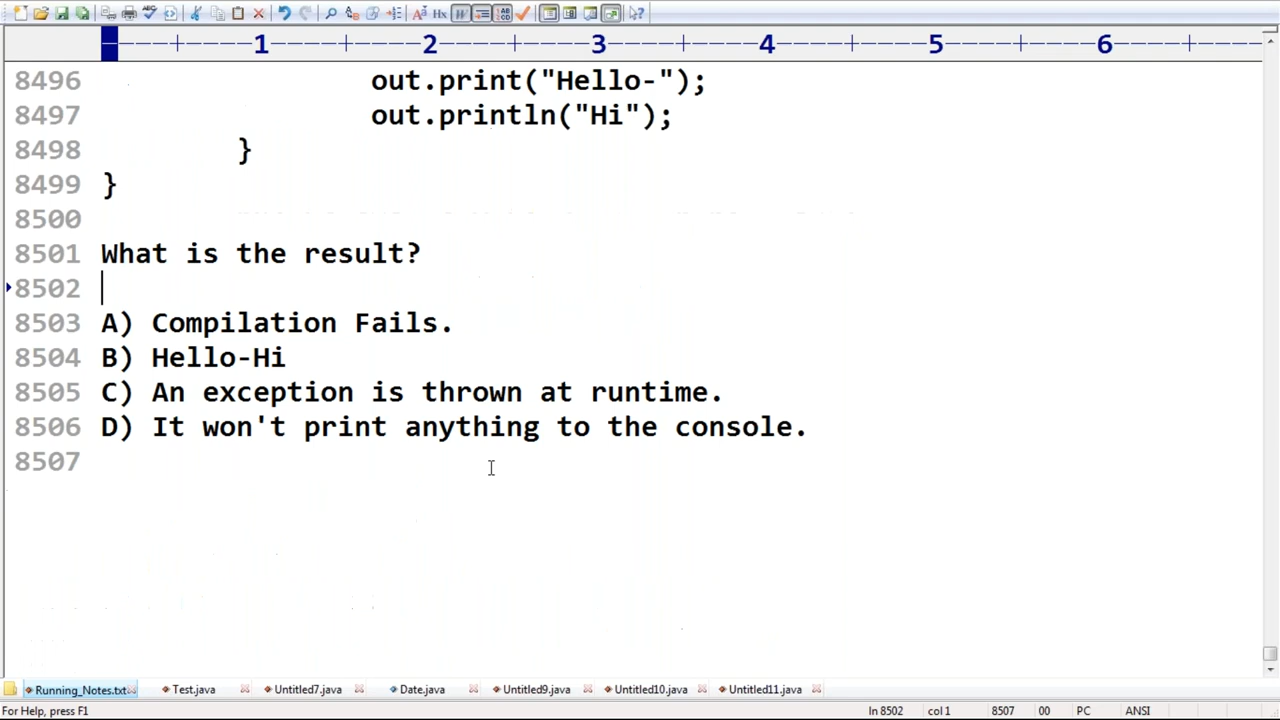 1 2 3 4 5 6
8496 out.print("Hello-");
8497 out.println("Hi");
8498 }
8499 }
8500
8501 What is the result?
8502
8503 A) Compilation Fails.
8504 B) Hello-Hi
8505 C) An exception is thrown at runtime.
8506 D) It won't print anything to the console.
8507
Running_Notes.txt Test.java Untitled7.java Date.java Untitled9.java Untitled10.java Untitled11.java
For Help, press F1 ln 8502 col 1 8507 00 PC ANSI